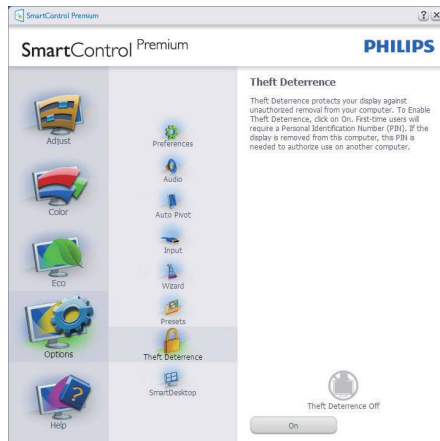 SmartControl Premium
SmartControl Premium
PHILIPS
Adjust
Color
Eco
Options
Help
Preferences
Audio
Auto Pivot
Input
Wizard
Presets
Theft Deterrence
SmartDesktop
Theft Deterrence
Theft Deterrence protects your display against
unauthorized removal from your computer. To Enable
Theft Deterrence, click on On. First-time users will
require a Personal Identification Number (PIN). If the
display is removed from this computer, this PIN is
needed to authorize use on another computer.
Theft Deterrence Off
On